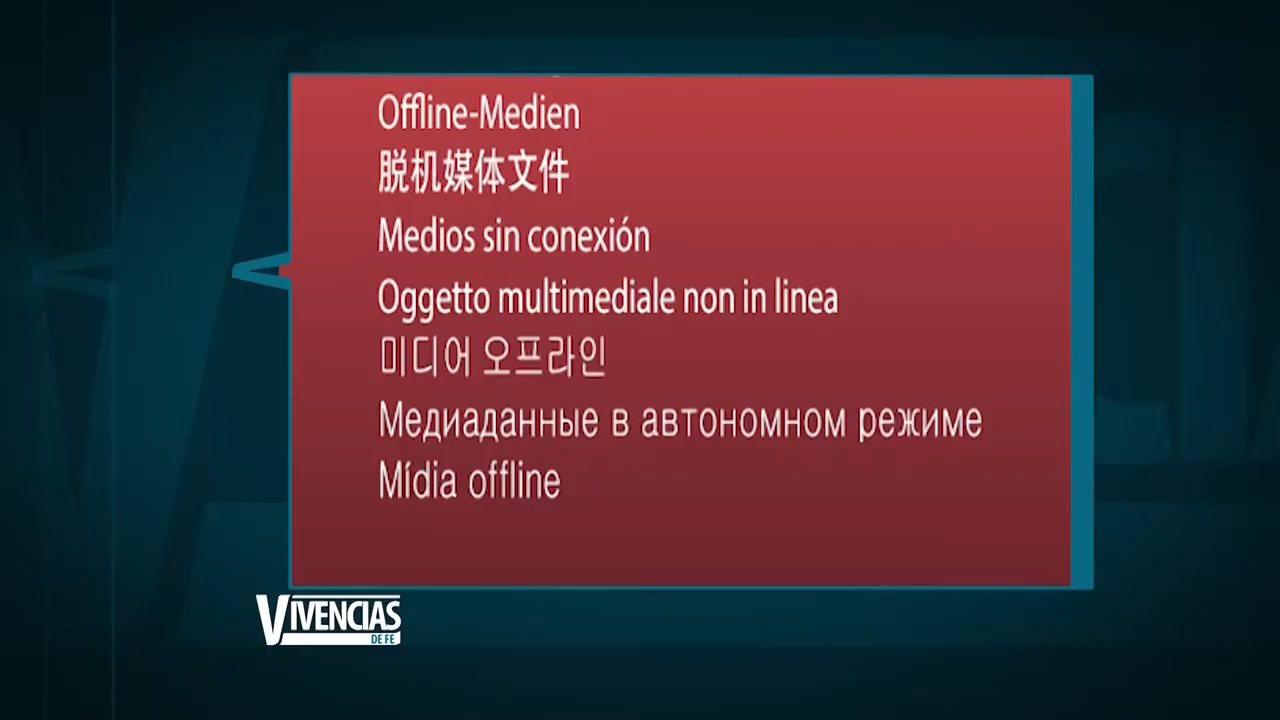 Offline-Medien
脱机媒体文件
Medios sin conexión
Oggetto multimediale non in linea
미디어 오프라인
Медиаданные в автономном режиме
Mídia offline
VIVENCIAS
DE FE